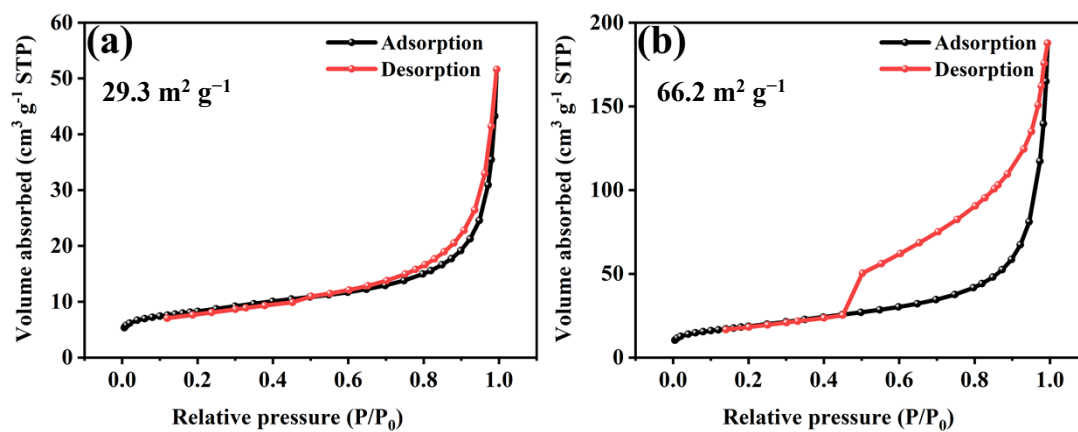 (a)
Adsorption
Desorption
29.3 m² g⁻¹
Volume absorbed (cm³ g⁻¹ STP)
60
50
40
30
20
10
0
0.0 0.2 0.4 0.6 0.8 1.0
Relative pressure (P/P₀)
(b)
Adsorption
Desorption
66.2 m² g⁻¹
Volume absorbed (cm³ g⁻¹ STP)
200
150
100
50
0
0.0 0.2 0.4 0.6 0.8 1.0
Relative pressure (P/P₀)